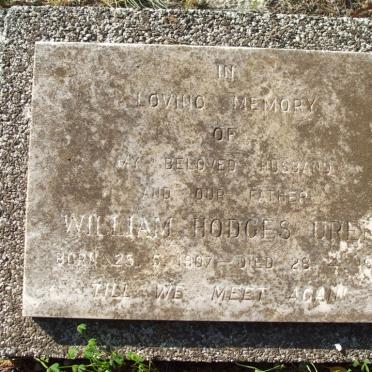 IN
LOVING MEMORY
OF
MY BELOVED HUSBAND
AND OUR FATHER
WILLIAM HODGES
BORN 25 1907 — DIED 28
TILL WE MEET AGAIN